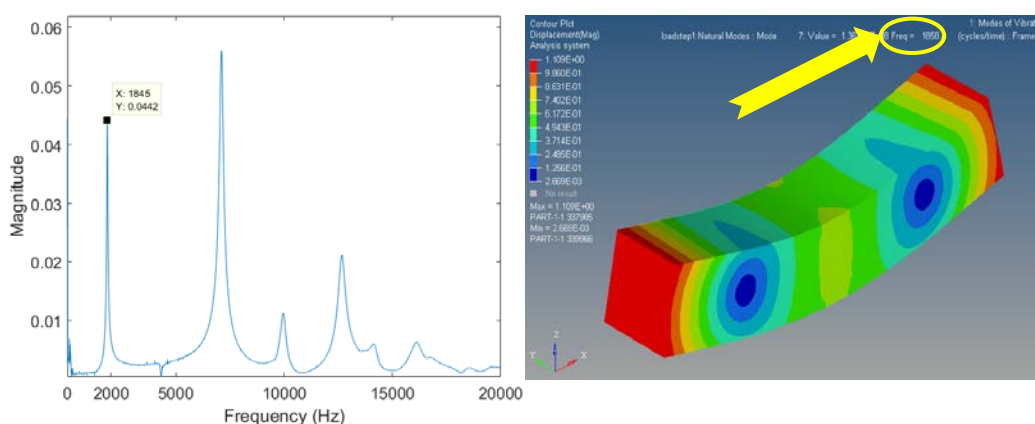 0.06
0.05
0.04
0.03
0.02
0.01
Magnitude
X: 1845
Y: 0.0442
0 2000 5000 10000 15000 20000
Frequency (Hz)
Contour Plot
Displacement(Mag)
Analysis system
1.109E+00
9.860E-01
8.631E-01
7.402E-01
6.172E-01
4.943E-01
3.714E-01
2.485E-01
1.256E-01
2.669E-03
No result
Max = 1.109E+00
PART-1-1 337985
Min = 2.669E-03
PART-1-1 339966
1: Modes of Vibrat
loadstep1:Natural Modes : Mode 7: Value = 8 Freq = 1858 (cycles/time) : Frame
Z
Y
X